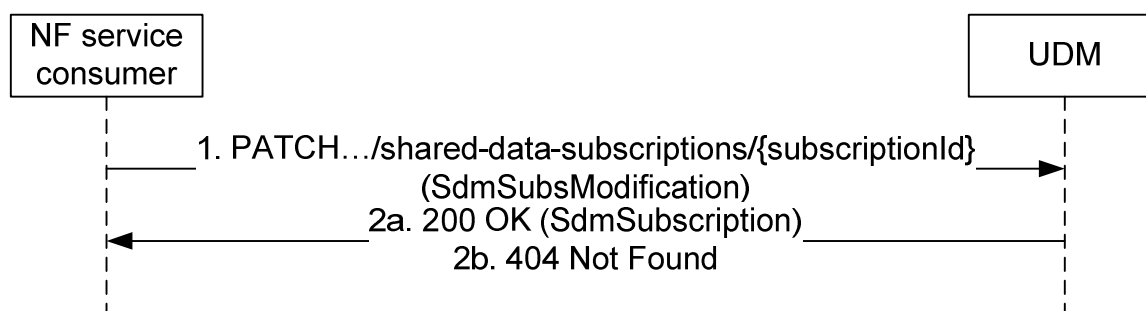 NF service
consumer
UDM
1. PATCH…/shared-data-subscriptions/{subscriptionId}
(SdmSubsModification)
2a. 200 OK (SdmSubscription)
2b. 404 Not Found